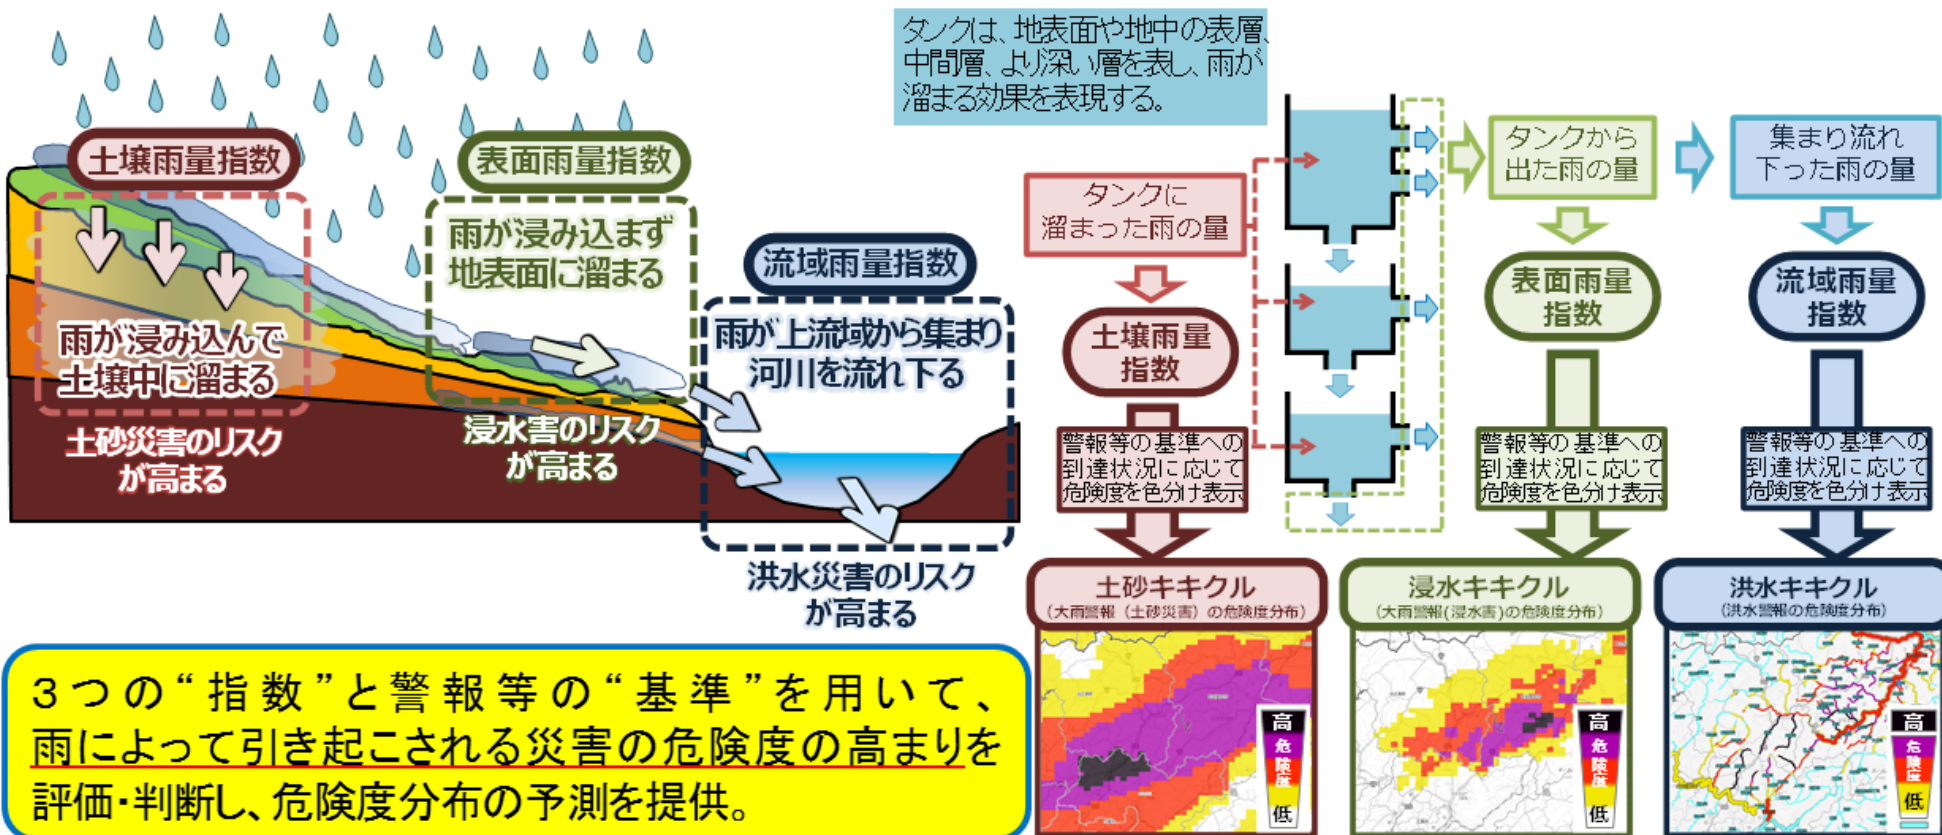 土壌雨量指数
雨が浸み込んで
土壌中に溜まる
土砂災害のリスク
が高まる
表面雨量指数
雨が浸み込まず
地表面に溜まる
浸水害のリスク
が高まる
流域雨量指数
雨が上流域から集まり
河川を流れ下る
洪水災害のリスク
が高まる
3つの“指数”と警報等の“基準”を用いて、
雨によって引き起こされる災害の危険度の高まりを
評価・判断し、危険度分布の予測を提供。
タンクは、地表面や地中の表層、
中間層、より深い層を表し、雨が
溜まる効果を表現する。
タンクに
溜まった雨の量
土壌雨量
指数
警報等の基準への
到達状況に応じて
危険度を色分け表示
土砂キキクル
(大雨警報（土砂災害）の危険度分布)
高
危
険
度
低
タンクから
出た雨の量
表面雨量
指数
警報等の基準への
到達状況に応じて
危険度を色分け表示
浸水キキクル
(大雨警報(浸水害)の危険度分布)
高
危
険
度
低
集まり流れ
下った雨の量
流域雨量
指数
警報等の基準への
到達状況に応じて
危険度を色分け表示
洪水キキクル
(洪水警報の危険度分布)
高
危
険
度
低